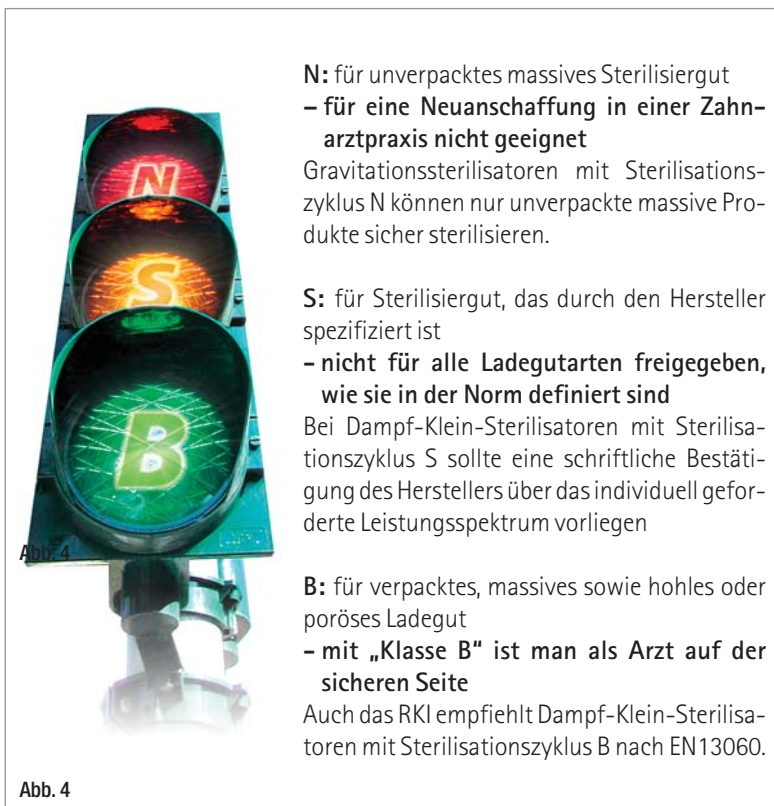 N
S
B
Abb. 4
N: für unverpacktes massives Sterilisiergut
– für eine Neuanschaffung in einer Zahn-
arztpraxis nicht geeignet
Gravitationssterilisatoren mit Sterilisations-
zyklus N können nur unverpackte massive Pro-
dukte sicher sterilisieren.
S: für Sterilisiergut, das durch den Hersteller
spezifiziert ist
– nicht für alle Ladegutarten freigegeben,
wie sie in der Norm definiert sind
Bei Dampf-Klein-Sterilisatoren mit Sterilisa-
tionszyklus S sollte eine schriftliche Bestäti-
gung des Herstellers über das individuell gefor-
derte Leistungsspektrum vorliegen
B: für verpacktes, massives sowie hohles oder
poröses Ladegut
– mit „Klasse B" ist man als Arzt auf der
sicheren Seite
Auch das RKI empfiehlt Dampf-Klein-Sterilisa-
toren mit Sterilisationszyklus B nach EN13060.
Abb. 4